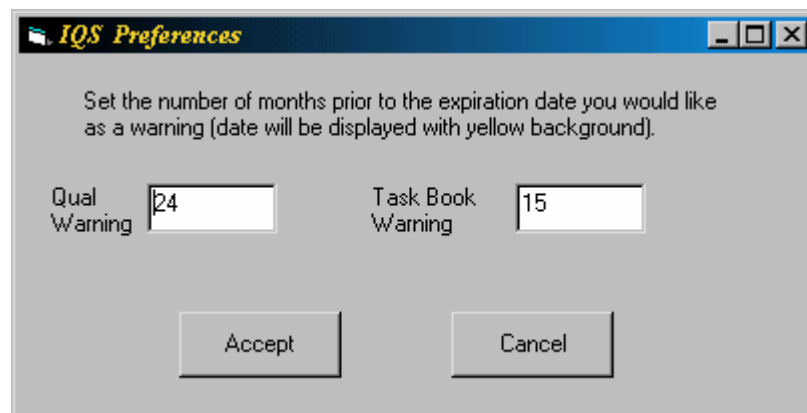 IQS Preferences
Set the number of months prior to the expiration date you would like
as a warning (date will be displayed with yellow background).
Qual
Warning
24
Task Book
Warning
15
Accept
Cancel